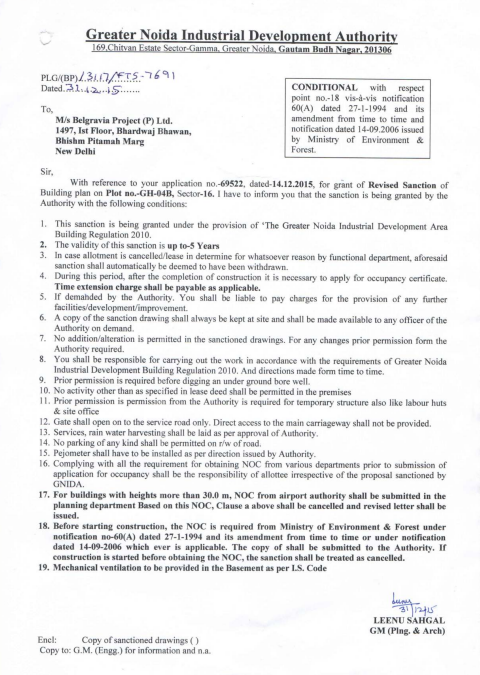 Greater Noida Industrial Development Authority
169,Chitvan Estate Sector-Gamma, Greater Noida, Gautam Budh Nagar, 201306
PLG/(BP)/3117/FTS-7691
Dated.31.12.15.......
CONDITIONAL with respect
point no.-18 vis-à-vis notification
60(A) dated 27-1-1994 and its
amendment from time to time and
notification dated 14-09.2006 issued
by Ministry of Environment &
Forest.
To,
M/s Belgravia Project (P) Ltd.
1497, Ist Floor, Bhardwaj Bhawan,
Bhishm Pitamah Marg
New Delhi
Sir,
With reference to your application no.-69522, dated-14.12.2015, for grant of Revised Sanction of
Building plan on Plot no.-GH-04B, Sector-16. I have to inform you that the sanction is being granted by the
Authority with the following conditions:
1. This sanction is being granted under the provision of 'The Greater Noida Industrial Development Area
Building Regulation 2010.
2. The validity of this sanction is up to-5 Years
3. In case allotment is cancelled/lease in determine for whatsoever reason by functional department, aforesaid
sanction shall automatically be deemed to have been withdrawn.
4. During this period, after the completion of construction it is necessary to apply for occupancy certificate.
Time extension charge shall be payable as applicable.
5. If demahded by the Authority. You shall be liable to pay charges for the provision of any further
facilities/development/improvement.
6. A copy of the sanction drawing shall always be kept at site and shall be made available to any officer of the
Authority on demand.
7. No addition/alteration is permitted in the sanctioned drawings. For any changes prior permission form the
Authority required.
8. You shall be responsible for carrying out the work in accordance with the requirements of Greater Noida
Industrial Development Regulation 2010. And directions made form time to time.
9. Prior permission is required before digging an under ground bore well.
10. No activity other than as specified in lease deed shall be permitted in the premises
11. Prior permission is permission from the Authority is required for temporary structure also like labour huts
& site office
12. Gate shall open on to the service road only. Direct access to the main carriageway shall not be provided.
13. Services, rain water harvesting shall be laid as per approval of Authority.
14. No parking of any kind shall be permitted on r/w of road.
15. Pejometer shall have to be installed as per direction issued by Authority.
16. Complying with all the requirement for obtaining NOC from various departments prior to submission of
application for occupancy shall be the responsibility of allottee irrespective of the proposal sanctioned by
GNIDA.
17. For buildings with heights more than 30.0 m, NOC from airport authority shall be submitted in the
planning department Based on this NOC, Clause a above shall be cancelled and revised letter shall be
issued.
18. Before starting construction, the NOC is required from Ministry of Environment & Forest under
notification no-60(A) dated 27-1-1994 and its amendment from time to time or under notification
dated 14-09-2006 which ever is applicable. The copy of shall be submitted to the Authority. If
construction is started before obtaining the NOC, the sanction shall be treated as cancelled.
19. Mechanical ventilation to be provided in the Basement as per I.S. Code
31/12/15
LEENU SAHGAL
GM (Plng. & Arch)
Encl: Copy of sanctioned drawings ( )
Copy to: G.M. (Engg.) for information and n.a.